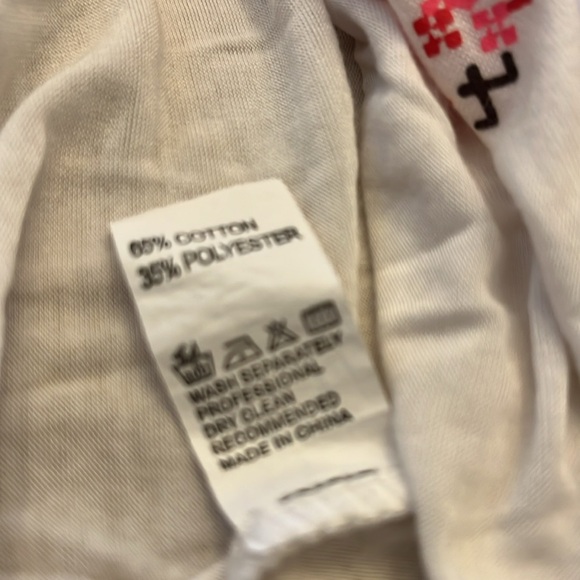 65% COTTON
35% POLYESTER
WASH SEPARATELY
PROFESSIONAL
DRY CLEAN
RECOMMENDED
MADE IN CHINA